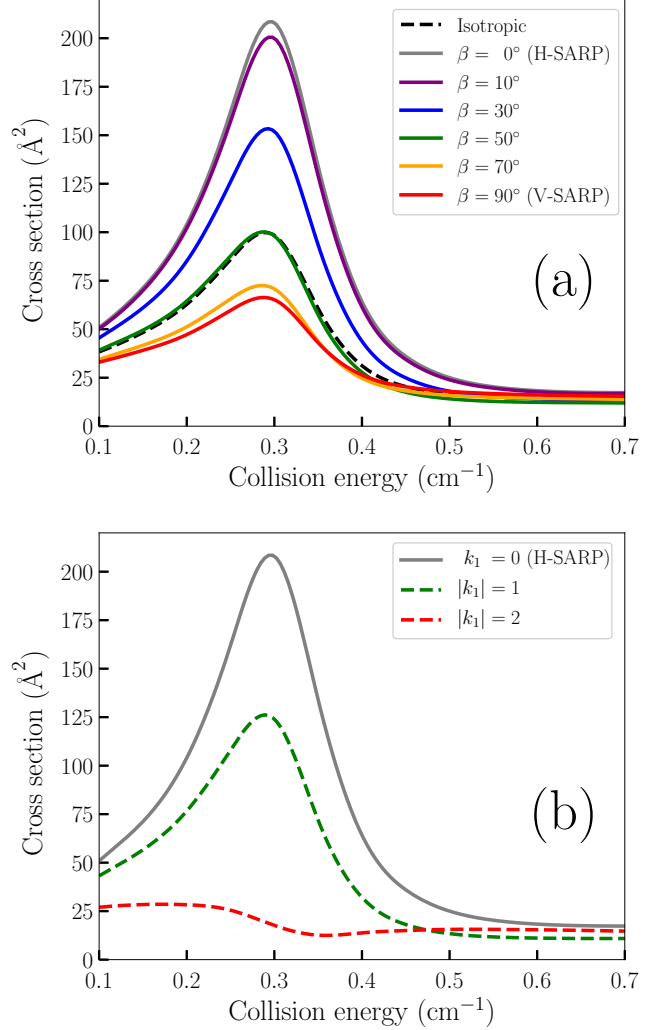 Isotropic
β = 0° (H-SARP)
β = 10°
β = 30°
β = 50°
β = 70°
β = 90° (V-SARP)
(a)
Cross section (Å²)
200
175
150
125
100
75
50
25
0
0.1 0.2 0.3 0.4 0.5 0.6 0.7
Collision energy (cm⁻¹)
k₁ = 0 (H-SARP)
|k₁| = 1
|k₁| = 2
(b)
Cross section (Å²)
200
175
150
125
100
75
50
25
0
0.1 0.2 0.3 0.4 0.5 0.6 0.7
Collision energy (cm⁻¹)